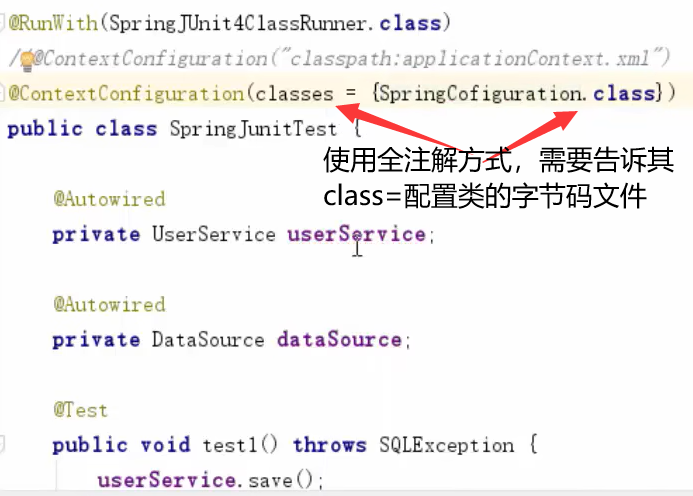 @RunWith(SpringJUnit4ClassRunner.class)
/@ContextConfiguration("classpath:applicationContext.xml")
@ContextConfiguration(classes = {SpringCofiguration.class})
public class SpringJunitTest {
使用全注解方式，需要告诉其
class=配置类的字节码文件
@Autowired
private UserService userService;
@Autowired
private DataSource dataSource;
@Test
public void test1() throws SQLException {
userService.save();